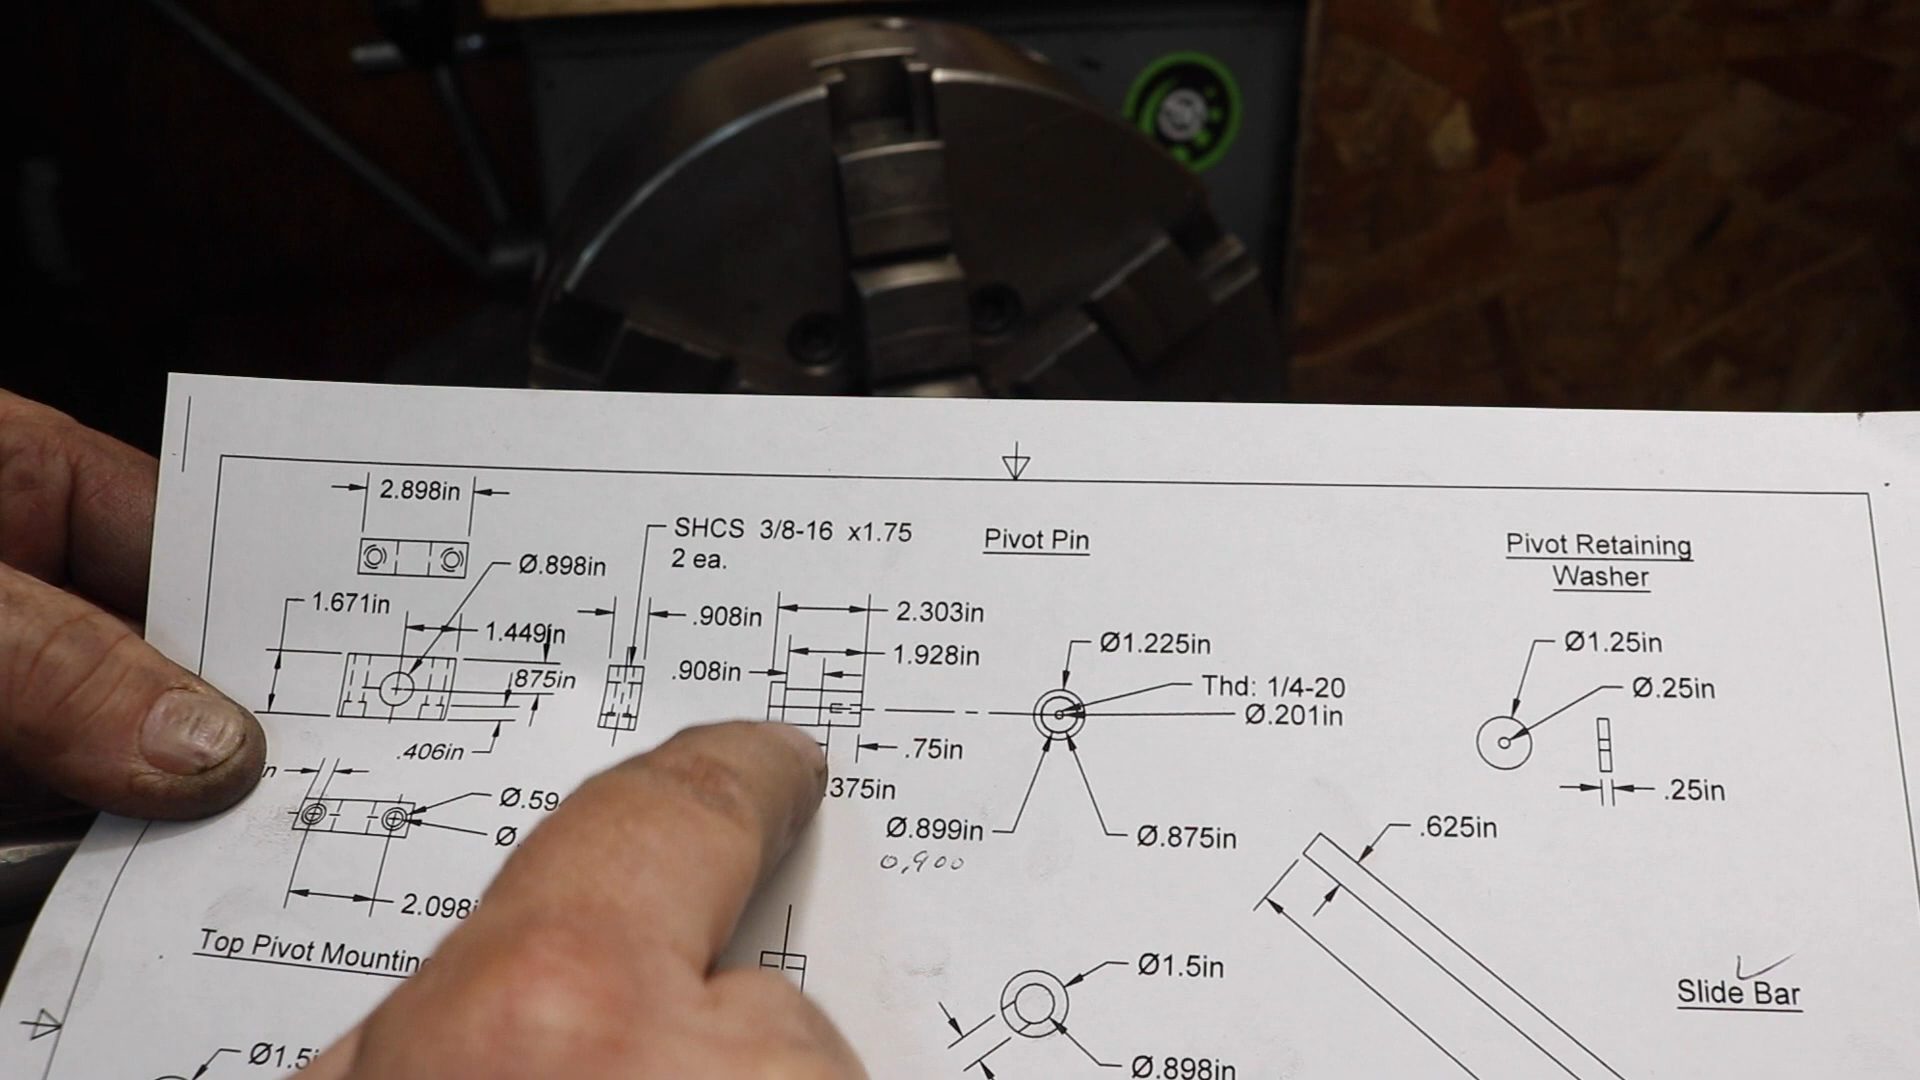 2.898in
SHCS 3/8-16 x1.75
2 ea.
Pivot Pin
Pivot Retaining
Washer
Ø.898in
1.671in
1.449in
.908in
2.303in
1.928in
.908in
875in
Ø1.225in
Thd: 1/4-20
Ø.201in
Ø1.25in
Ø.25in
.406in
.75in
.375in
.25in
Ø.59
Ø.899in
0,900
Ø.875in
.625in
2.098
Top Pivot Mounting
Ø1.5in
Slide Bar
Ø1.5
Ø.898in